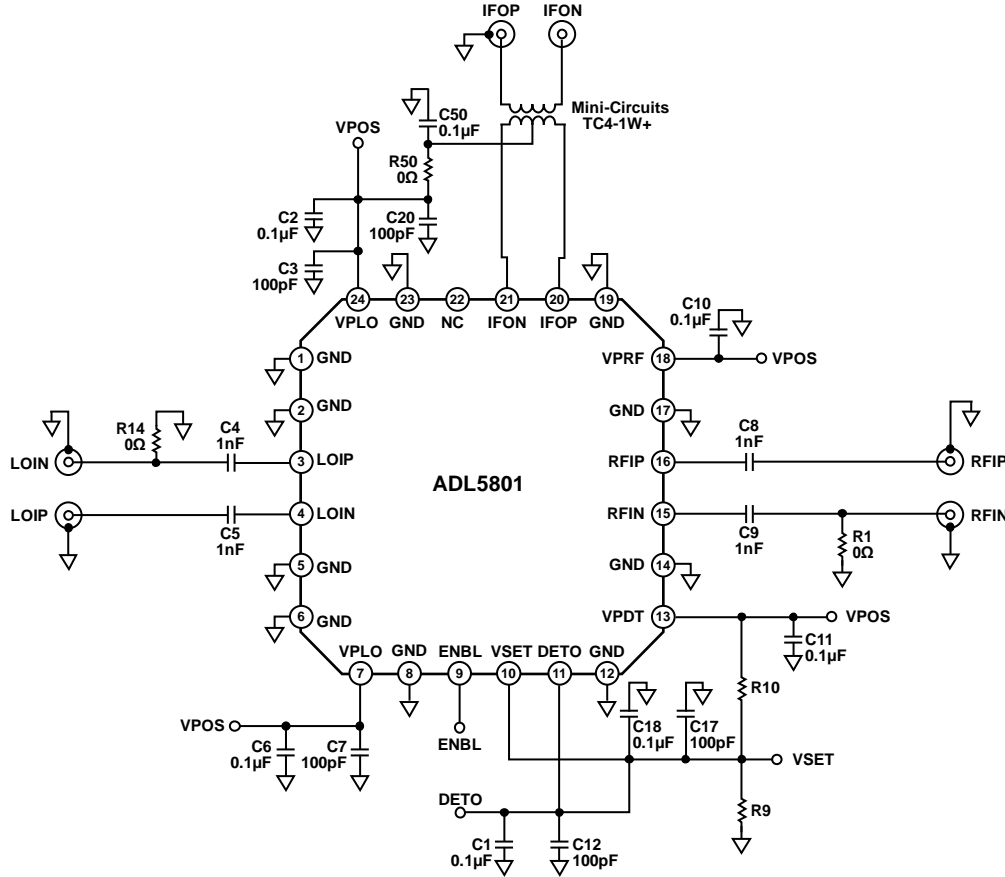 IFOP IFON
Mini-Circuits
TC4-1W+
C50
0.1µF
VPOS
R50
0Ω
C2
0.1µF
C20
100pF
C3
100pF
24 23 22 21 20 19
VPLO GND NC IFON IFOP GND
C10
0.1µF
1 GND
VPRF 18 VPOS
2 GND
GND 17
R14
0Ω
C4
1nF
C8
1nF
LOIN 3 LOIP
RFIP 16 RFIP
ADL5801
LOIP 4 LOIN
RFIN 15 RFIN
C5
1nF
C9
1nF
R1
0Ω
5 GND
GND 14
6 GND
VPDT 13 VPOS
C11
0.1µF
VPLO GND ENBL VSET DETO GND
7 8 9 10 11 12
R10
VPOS
C6
0.1µF
C7
100pF
ENBL
C18
0.1µF
C17
100pF
VSET
DETO
R9
C1
0.1µF
C12
100pF